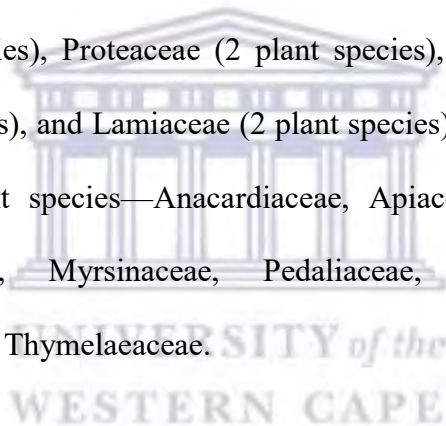 ies), Proteaceae (2 plant species),
s), and Lamiaceae (2 plant species)
t species—Anacardiaceae, Apiac
, Myrsinaceae, Pedaliaceae,
Thymelaeaceae.
UNIVERSITY of the
WESTERN CAPE